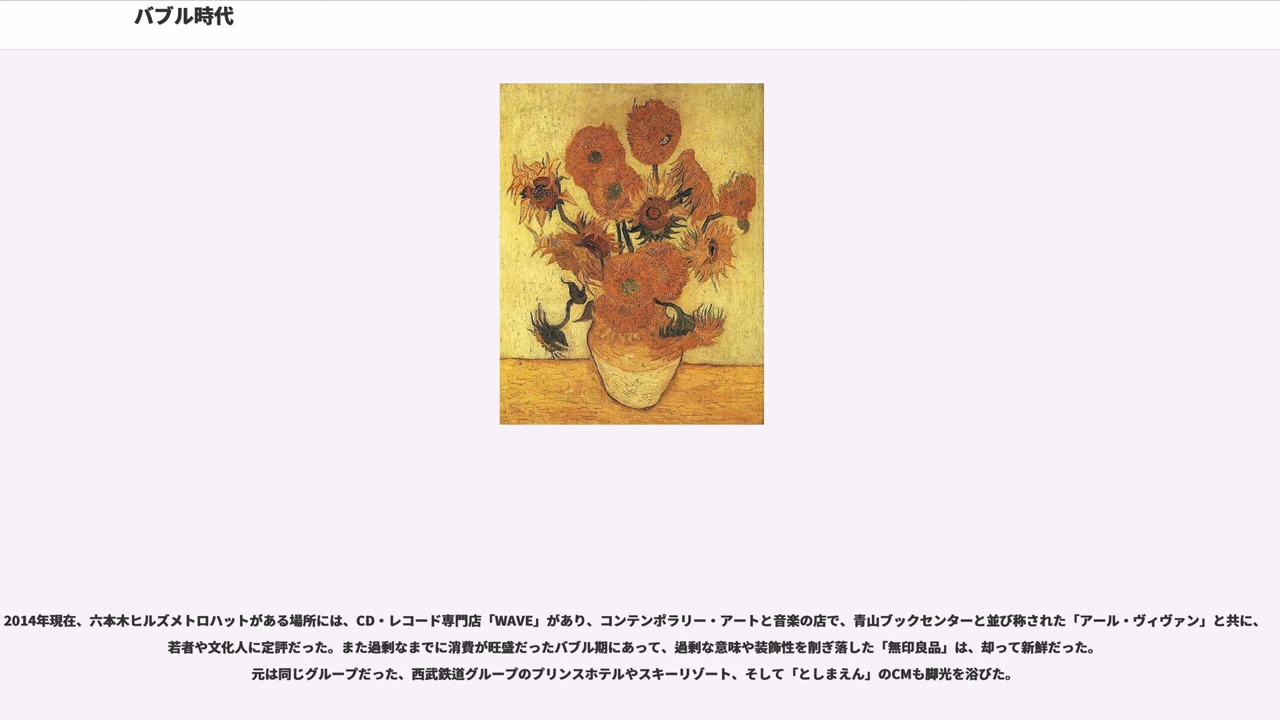 バブル時代
2014年現在、六本木ヒルズメトロハットがある場所には、CD・レコード専門店「WAVE」があり、コンテンポラリー・アートと音楽の店で、青山ブックセンターと並び称された「アール・ヴィヴァン」と共に、
若者や文化人に定評だった。また過剰なまでに消費が旺盛だったバブル期にあって、過剰な意味や装飾性を削ぎ落した「無印良品」は、却って新鮮だった。
元は同じグループだった、西武鉄道グループのプリンスホテルやスキーリゾート、そして「としまえん」のCMも脚光を浴びた。